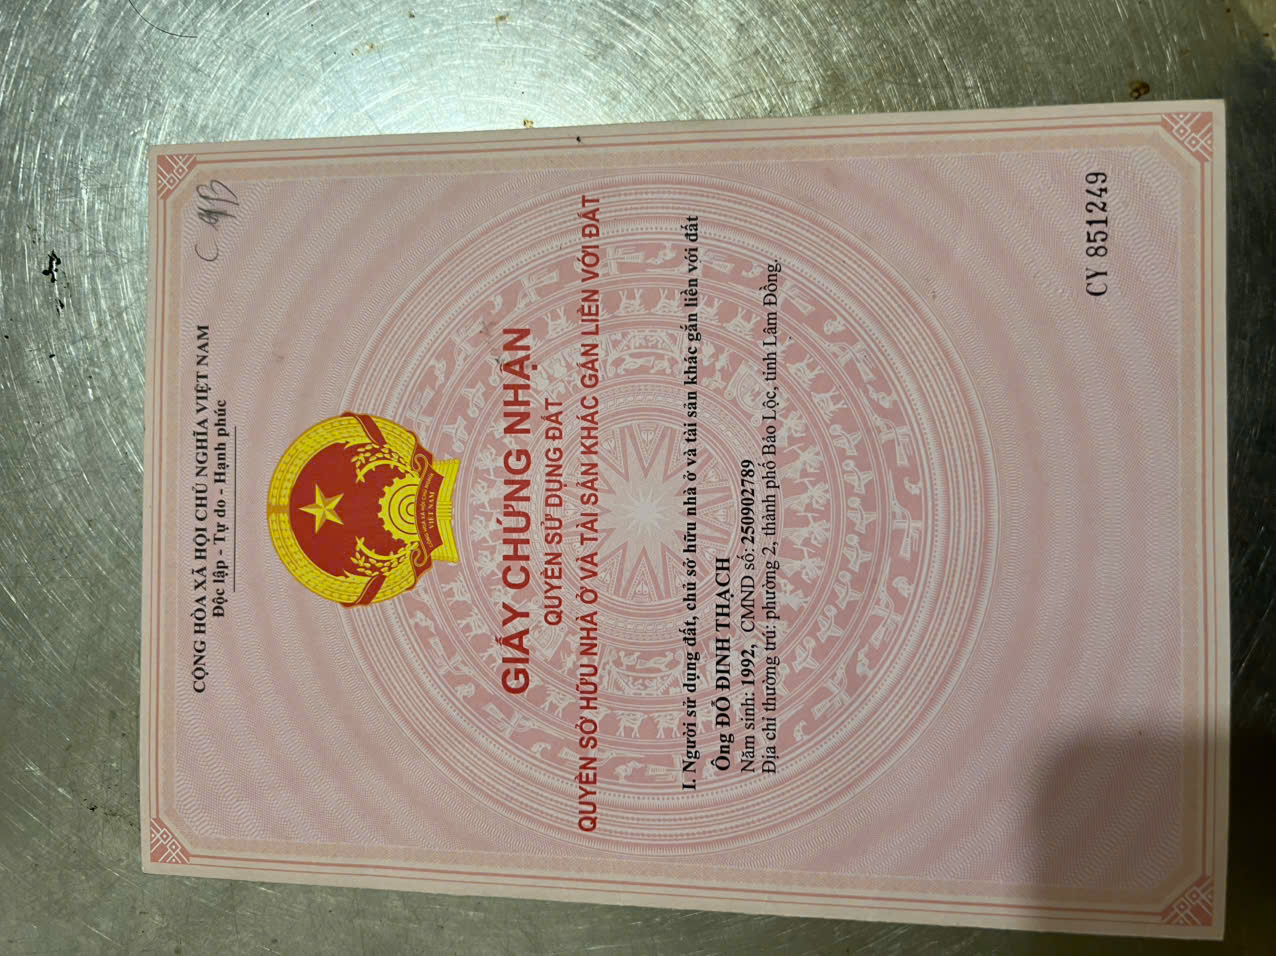 CỘNG HÒA XÃ HỘI CHỦ NGHĨA VIỆT NAM
Độc lập - Tự do - Hạnh phúc
VIỆT NAM
GIẤY CHỨNG NHẬN
QUYỀN SỬ DỤNG ĐẤT
QUYỀN SỞ HỮU NHÀ Ở VÀ TÀI SẢN KHÁC GẮN LIỀN VỚI ĐẤT
I. Người sử dụng đất, chủ sở hữu nhà ở và tài sản khác gắn liền với đất
Ông ĐỖ ĐINH THẠCH
Năm sinh: 1992, CMND số: 250902789
Địa chỉ thường trú: phường 2, thành phố Bảo Lộc, tỉnh Lâm Đồng.
CY 851249